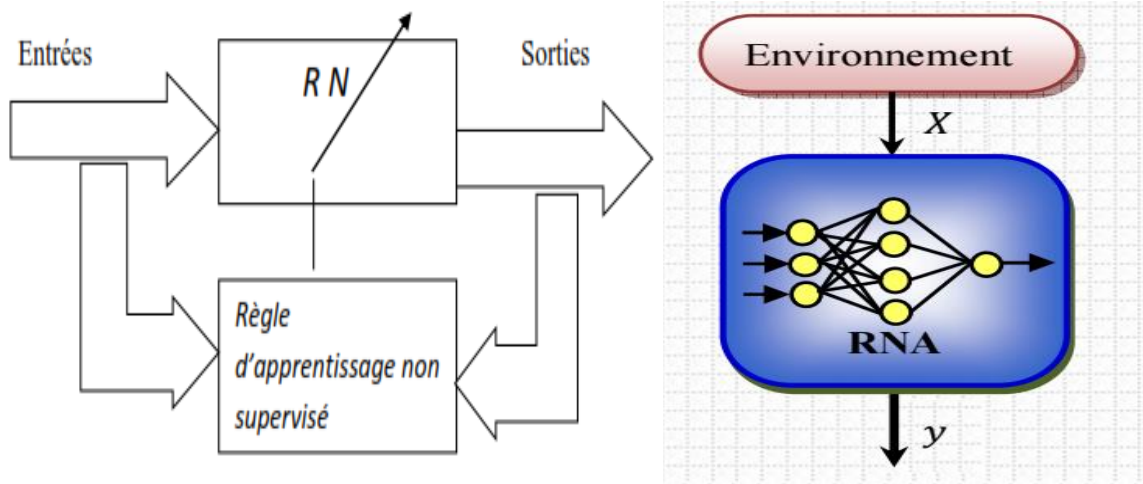 Entrées
R N
Sorties
Règle
d'apprentissage non
supervisé
Environnement
X
RNA
y